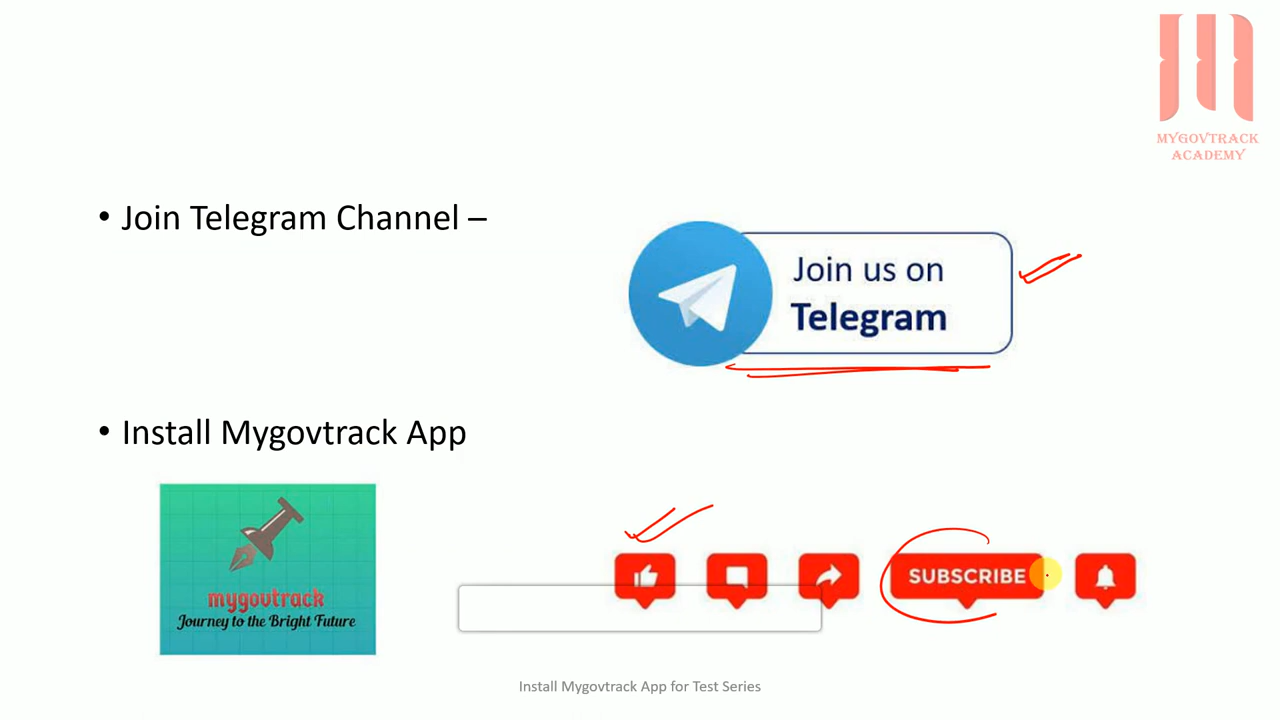 MYGOVTRACK
ACADEMY
• Join Telegram Channel –
Join us on
Telegram
• Install Mygovtrack App
mygovtrack
Journey to the Bright Future
SUBSCRIBE
Install Mygovtrack App for Test Series